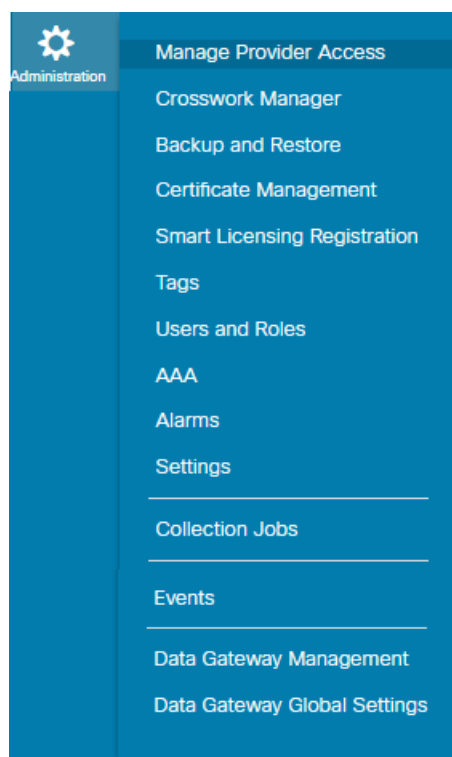 Administration
Manage Provider Access
Crosswork Manager
Backup and Restore
Certificate Management
Smart Licensing Registration
Tags
Users and Roles
AAA
Alarms
Settings
Collection Jobs
Events
Data Gateway Management
Data Gateway Global Settings